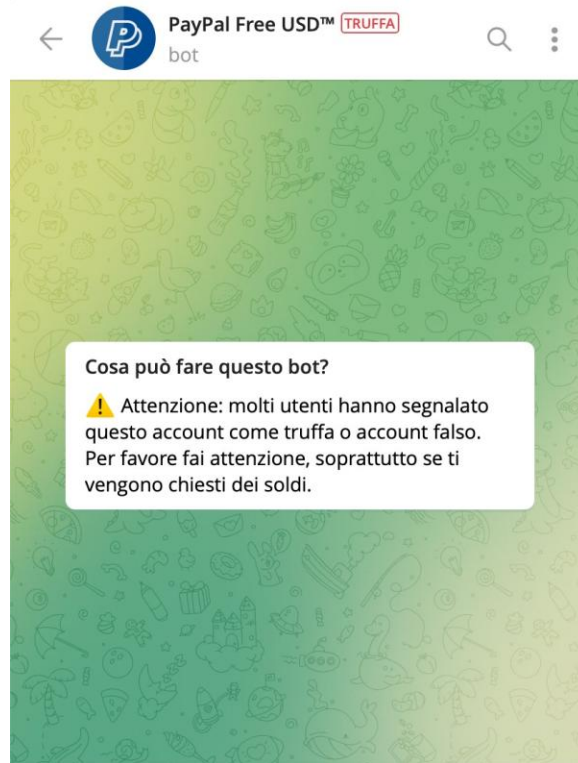 PayPal Free USD™ TRUFFA
bot
Cosa può fare questo bot?
⚠️ Attenzione: molti utenti hanno segnalato
questo account come truffa o account falso.
Per favore fai attenzione, soprattutto se ti
vengono chiesti dei soldi.